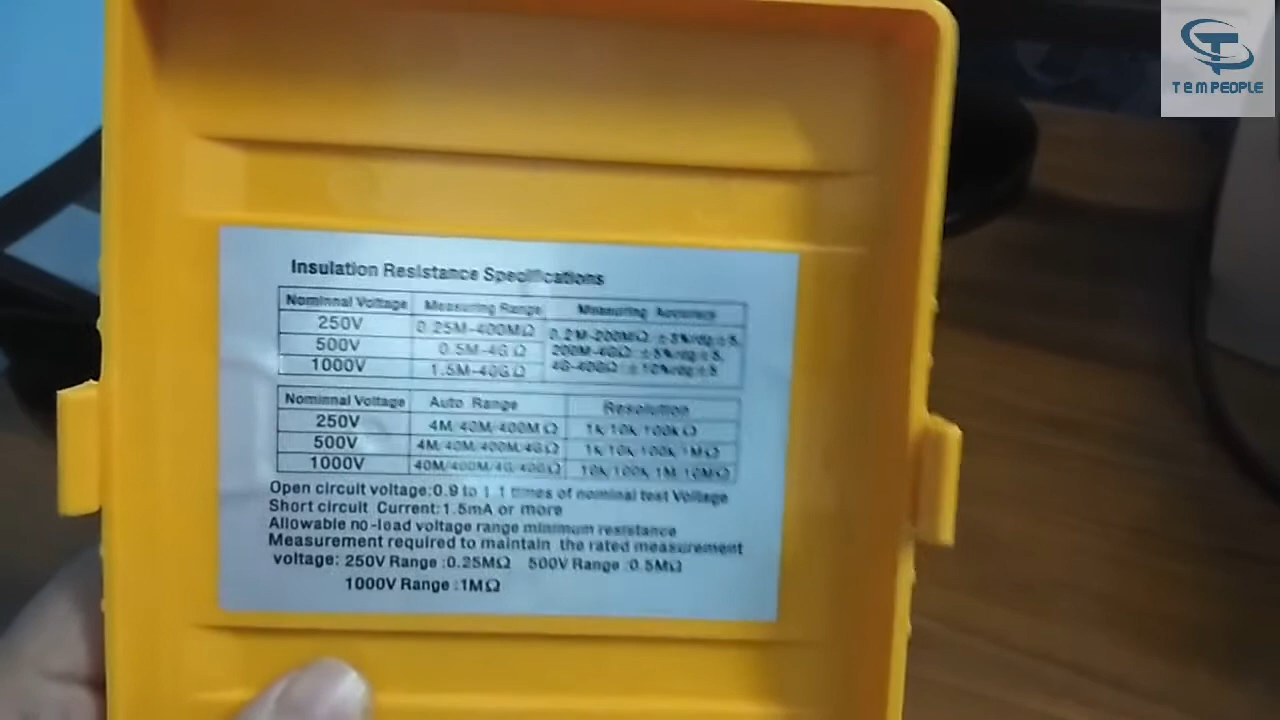 TEMPEOPLE
Insulation Resistance Specifications
Nominnal Voltage Measuring Range Measuring Accuracy
250V 0.25M-400MΩ 0.2M-200MΩ
500V 0.5M-4GΩ 200M-4GΩ
1000V 1.5M-40GΩ
Nominnal Voltage Auto Range Resolution
250V 4M/40M/400MΩ 1k/10k/100kΩ
500V 4M/40M/400M/4GΩ 1k/10k/100k/1MΩ
1000V 40M/400M/4G/40GΩ 10k/100k/1M/10MΩ
Open circuit voltage:0.9 to 1.1 times of nominal test Voltage
Short circuit Current:1.5mA or more
Allowable no-load voltage range minimum resistance
Measurement required to maintain the rated measurement
voltage: 250V Range :0.25MΩ 500V Range :0.5MΩ
1000V Range :1MΩ